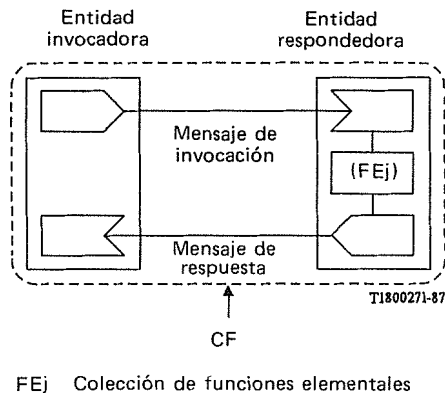 Entidad
invocadora
Entidad
respondedora
Mensaje de
invocación
(FEj)
Mensaje de
respuesta
T1800271-87
CF
FEj Colección de funciones elementales